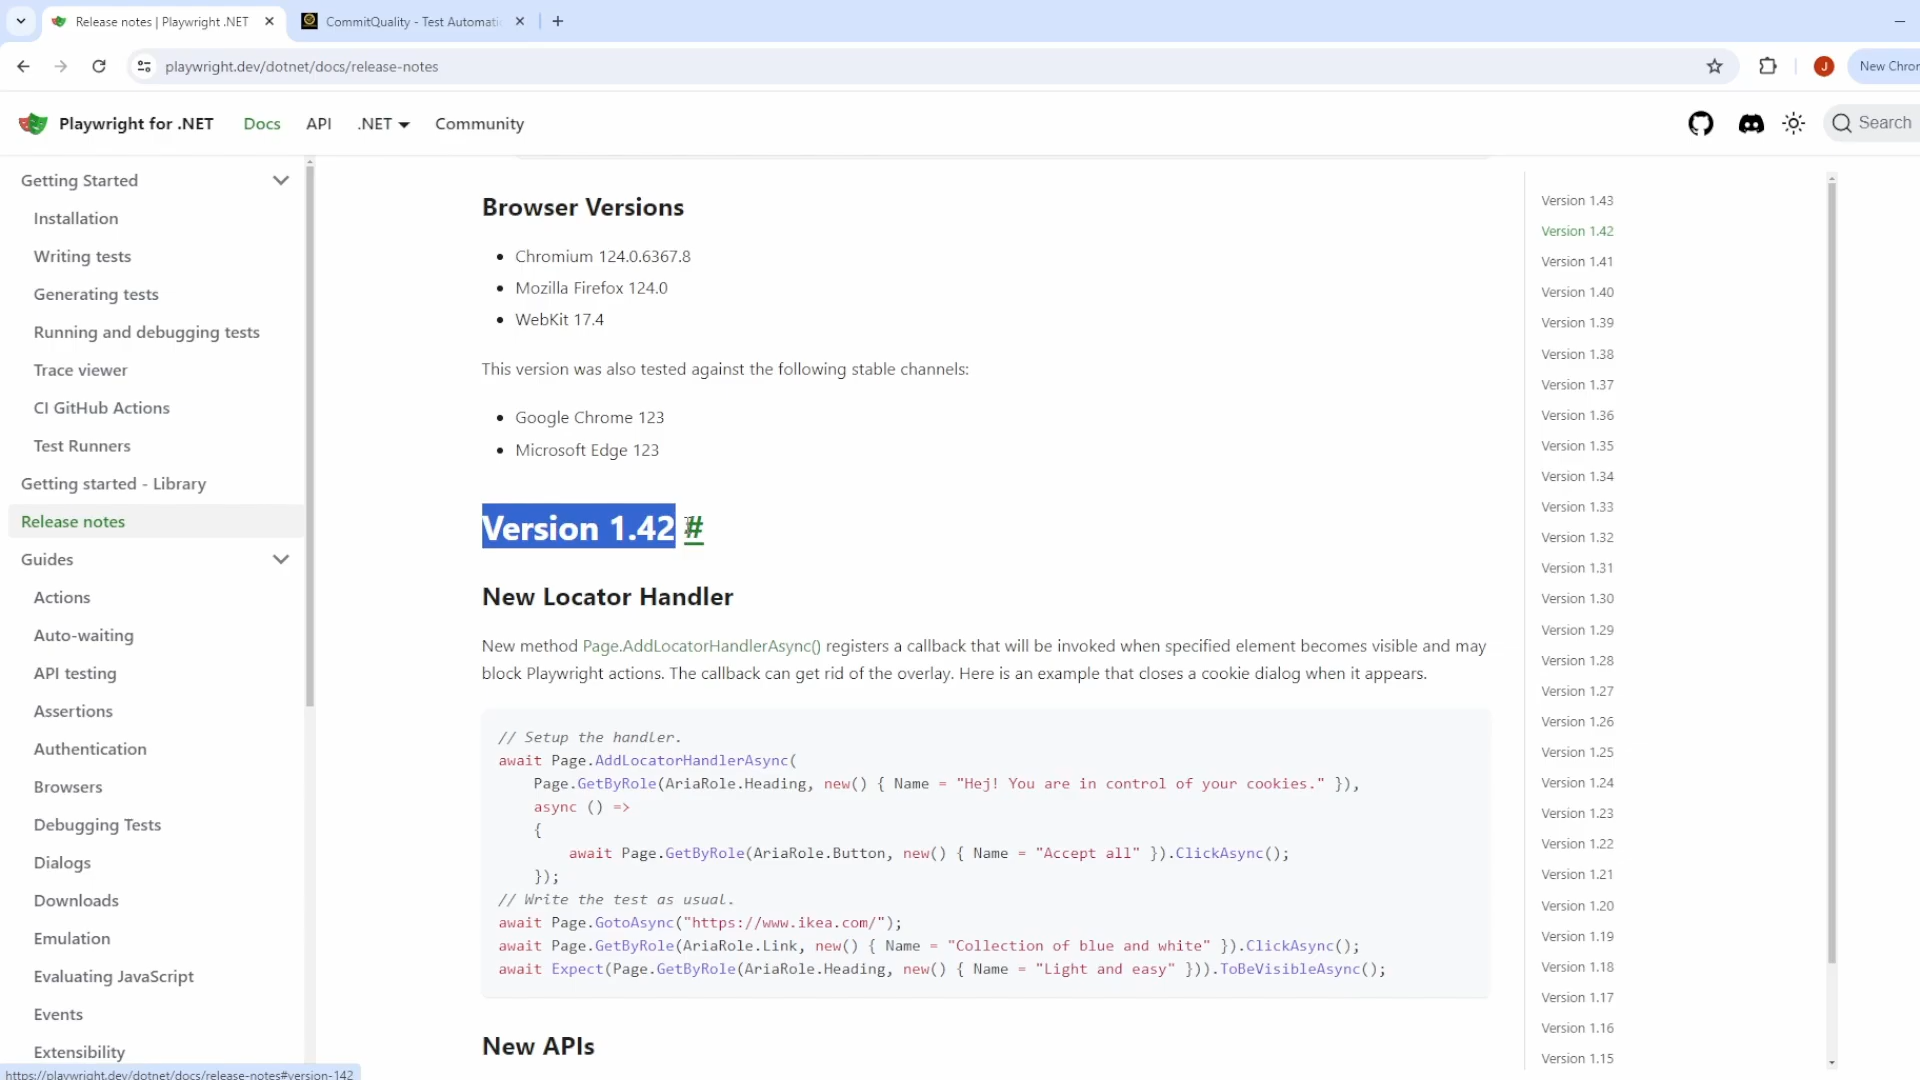 Release notes | Playwright .NET
CommitQuality - Test Automati
playwright.dev/dotnet/docs/release-notes
J
New Chror
Playwright for .NET
Docs
API
.NET
Community
Search
Getting Started
Installation
Writing tests
Generating tests
Running and debugging tests
Trace viewer
CI GitHub Actions
Test Runners
Getting started - Library
Release notes
Guides
Actions
Auto-waiting
API testing
Assertions
Authentication
Browsers
Debugging Tests
Dialogs
Downloads
Emulation
Evaluating JavaScript
Events
Extensibility
https://playwright.dev/dotnet/docs/release-notes#version-142
Browser Versions
Chromium 124.0.6367.8
Mozilla Firefox 124.0
WebKit 17.4
This version was also tested against the following stable channels:
Google Chrome 123
Microsoft Edge 123
Version 1.42 #
New Locator Handler
New method Page.AddLocatorHandlerAsync() registers a callback that will be invoked when specified element becomes visible and may
block Playwright actions. The callback can get rid of the overlay. Here is an example that closes a cookie dialog when it appears.
// Setup the handler.
await Page.AddLocatorHandlerAsync(
Page.GetByRole(AriaRole.Heading, new() { Name = "Hej! You are in control of your cookies." }),
async () =>
{
await Page.GetByRole(AriaRole.Button, new() { Name = "Accept all" }).ClickAsync();
});
// Write the test as usual.
await Page.GotoAsync("https://www.ikea.com/");
await Page.GetByRole(AriaRole.Link, new() { Name = "Collection of blue and white" }).ClickAsync();
await Expect(Page.GetByRole(AriaRole.Heading, new() { Name = "Light and easy" })).ToBeVisibleAsync();
New APIs
Version 1.43
Version 1.42
Version 1.41
Version 1.40
Version 1.39
Version 1.38
Version 1.37
Version 1.36
Version 1.35
Version 1.34
Version 1.33
Version 1.32
Version 1.31
Version 1.30
Version 1.29
Version 1.28
Version 1.27
Version 1.26
Version 1.25
Version 1.24
Version 1.23
Version 1.22
Version 1.21
Version 1.20
Version 1.19
Version 1.18
Version 1.17
Version 1.16
Version 1.15